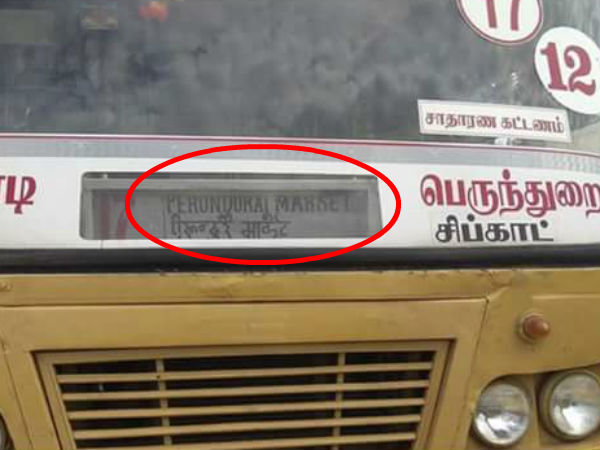 17
12
சாதாரண கட்டணம்
டி
PERUNDURAI MARKET
பெருந்துறை
சிப்காட்